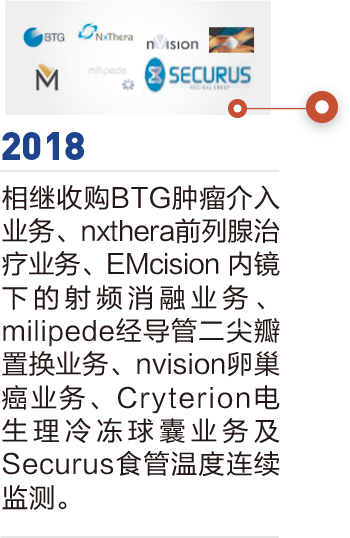 BTG NxThera nVision
M millipede SECURUS
MEDICAL GROUP
2018
相继收购BTG肿瘤介入
业务、nxthera前列腺治
疗业务、EMcision 内镜
下的射频消融业务、
milipede经导管二尖瓣
置换业务、nvision卵巢
癌业务、Cryterion电
生理冷冻球囊业务及
Securus食管温度连续
监测。